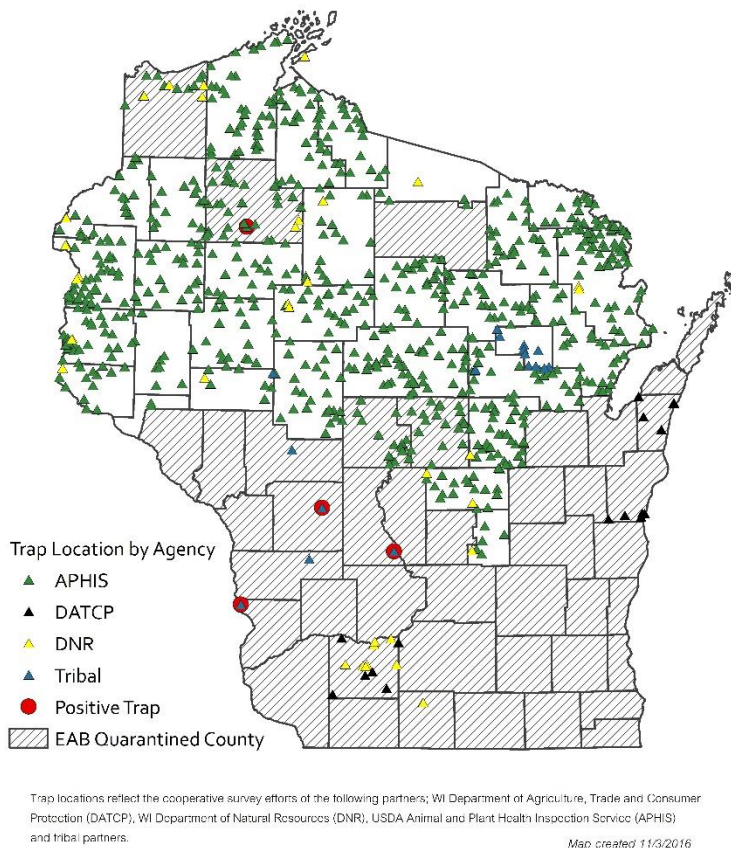 Trap Location by Agency
APHIS
DATCP
DNR
Tribal
Positive Trap
EAB Quarantined County
Trap locations reflect the cooperative survey efforts of the following partners; WI Department of Agriculture, Trade and Consumer
Protection (DATCP), WI Department of Natural Resources (DNR), USDA Animal and Plant Health Inspection Service (APHIS)
and tribal partners.
Map created 11/3/2016